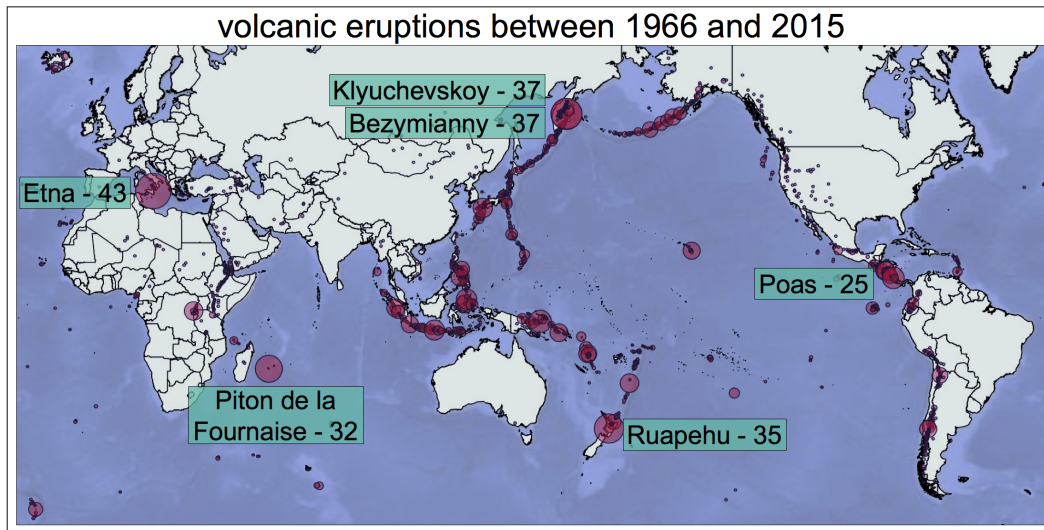 volcanic eruptions between 1966 and 2015
Klyuchevskoy - 37
Bezymianny - 37
Etna - 43
Poas - 25
Piton de la
Fournaise - 32
Ruapehu - 35